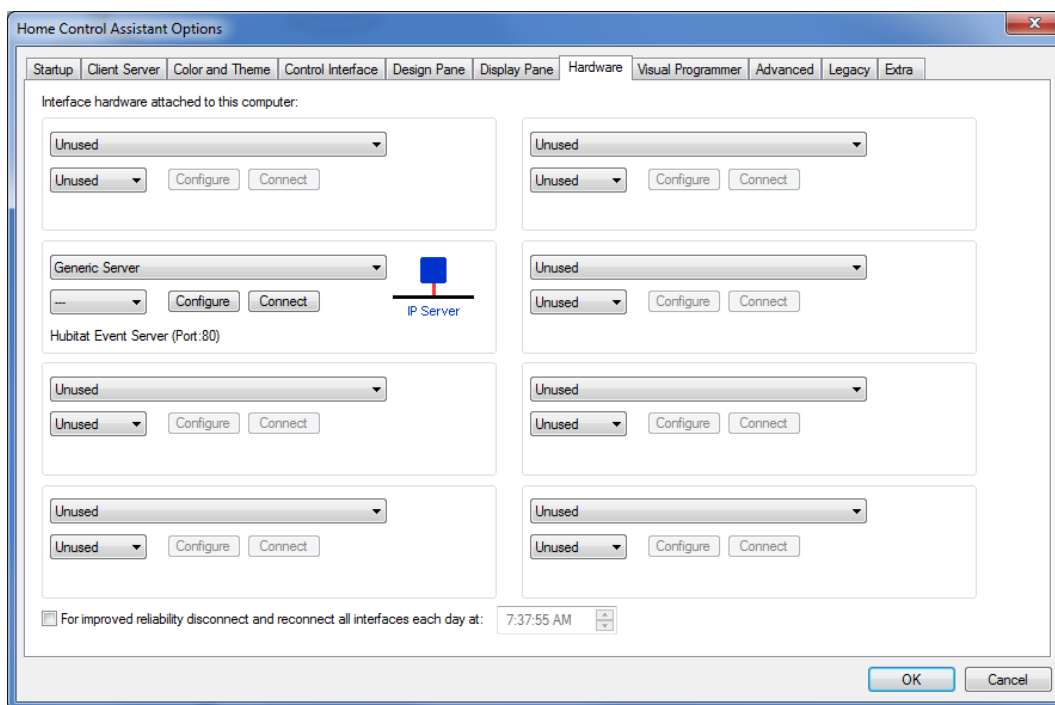 Home Control Assistant Options
Startup Client Server Color and Theme Control Interface Design Pane Display Pane Hardware Visual Programmer Advanced Legacy Extra
Interface hardware attached to this computer:
Unused
Unused Configure Connect
Unused
Unused Configure Connect
Generic Server
--- Configure Connect
IP Server
Hubitat Event Server (Port:80)
Unused
Unused Configure Connect
Unused
Unused Configure Connect
Unused
Unused Configure Connect
Unused
Unused Configure Connect
Unused
Unused Configure Connect
For improved reliability disconnect and reconnect all interfaces each day at: 7:37:55 AM
OK Cancel